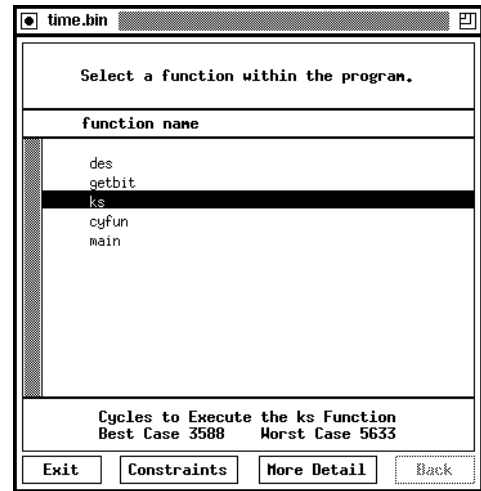 time.bin
Select a function within the program.
function name
des
getbit
ks
cyfun
main
Cycles to Execute the ks Function
Best Case 3588 Worst Case 5633
Exit Constraints More Detail Back